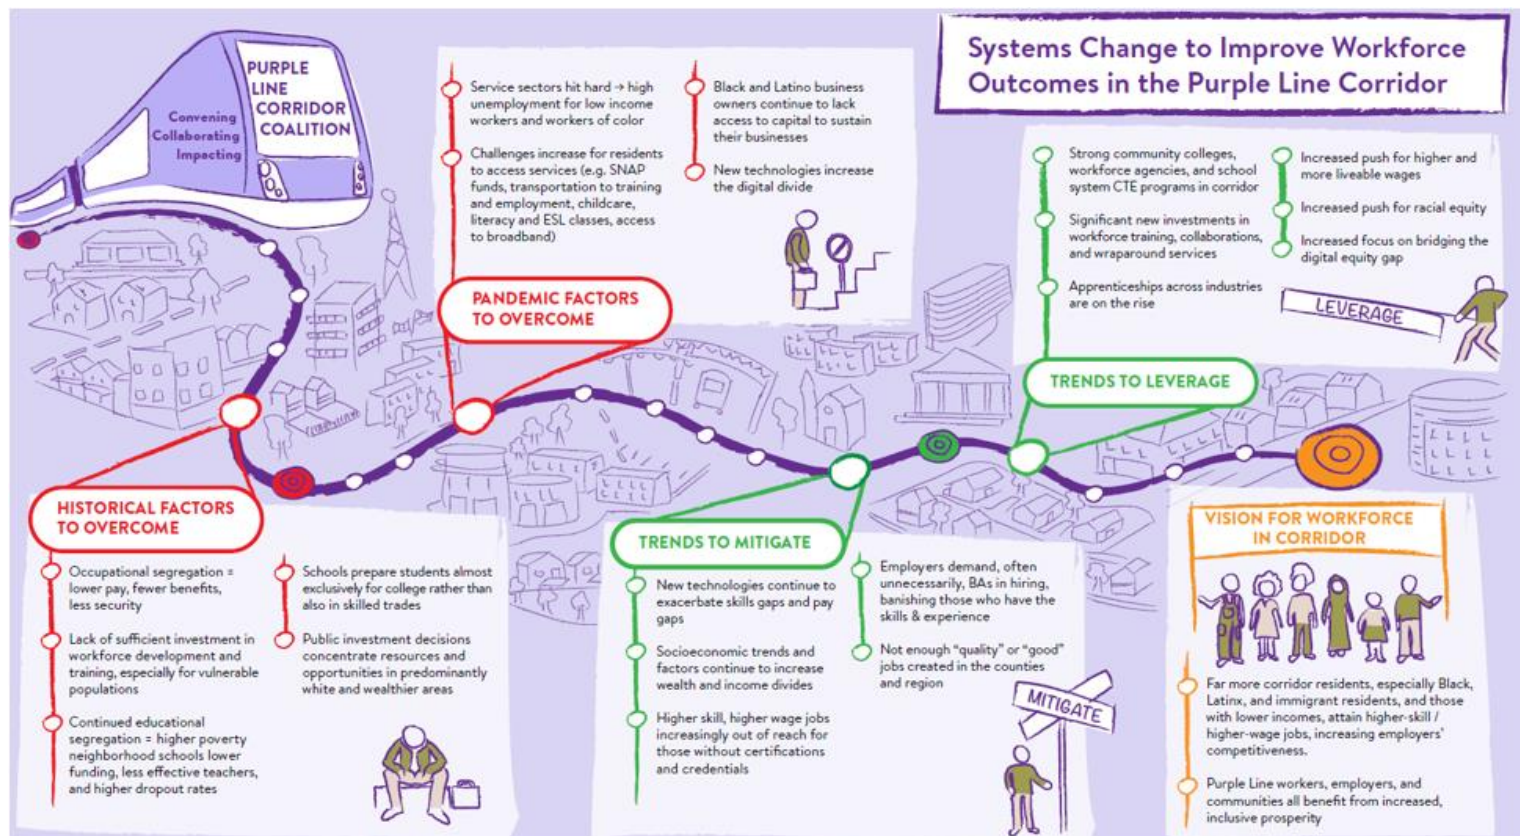 Systems Change to Improve Workforce
Outcomes in the Purple Line Corridor
PURPLE
LINE
CORRIDOR
COALITION
Convening
Collaborating
Impacting
HISTORICAL FACTORS
TO OVERCOME
Occupational segregation =
lower pay, fewer benefits,
less security
Lack of sufficient investment in
workforce development and
training, especially for vulnerable
populations
Continued educational
segregation = higher poverty
neighborhood schools lower
funding, less effective teachers,
and higher dropout rates
Schools prepare students almost
exclusively for college rather than
also in skilled trades
Public investment decisions
concentrate resources and
opportunities in predominantly
white and wealthier areas
PANDEMIC FACTORS
TO OVERCOME
Service sectors hit hard → high
unemployment for low income
workers and workers of color
Challenges increase for residents
to access services (e.g. SNAP
funds, transportation to training
and employment, childcare,
literacy and ESL classes, access
to broadband)
Black and Latino business
owners continue to lack
access to capital to sustain
their businesses
New technologies increase
the digital divide
TRENDS TO MITIGATE
New technologies continue to
exacerbate skills gaps and pay
gaps
Socioeconomic trends and
factors continue to increase
wealth and income divides
Higher skill, higher wage jobs
increasingly out of reach for
those without certifications
and credentials
Employers demand, often
unnecessarily, BAs in hiring,
banishing those who have the
skills & experience
Not enough “quality” or “good”
jobs created in the counties
and region
MITIGATE
TRENDS TO LEVERAGE
Strong community colleges,
workforce agencies, and school
system CTE programs in corridor
Significant new investments in
workforce training, collaborations,
and wraparound services
Apprenticeships across industries
are on the rise
Increased push for higher and
more liveable wages
Increased push for racial equity
Increased focus on bridging the
digital equity gap
LEVERAGE
VISION FOR WORKFORCE
IN CORRIDOR
Far more corridor residents, especially Black,
Latinx, and immigrant residents, and those
with lower incomes, attain higher-skill /
higher-wage jobs, increasing employers'
competitiveness.
Purple Line workers, employers, and
communities all benefit from increased,
inclusive prosperity